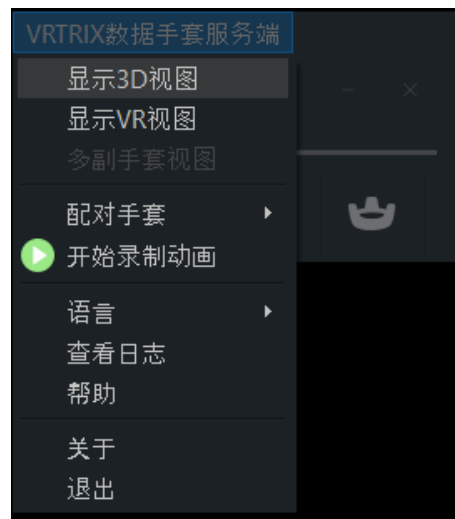 VRTRIX数据手套服务端
显示3D视图
显示VR视图
多副手套视图
配对手套
开始录制动画
语言
查看日志
帮助
关于
退出